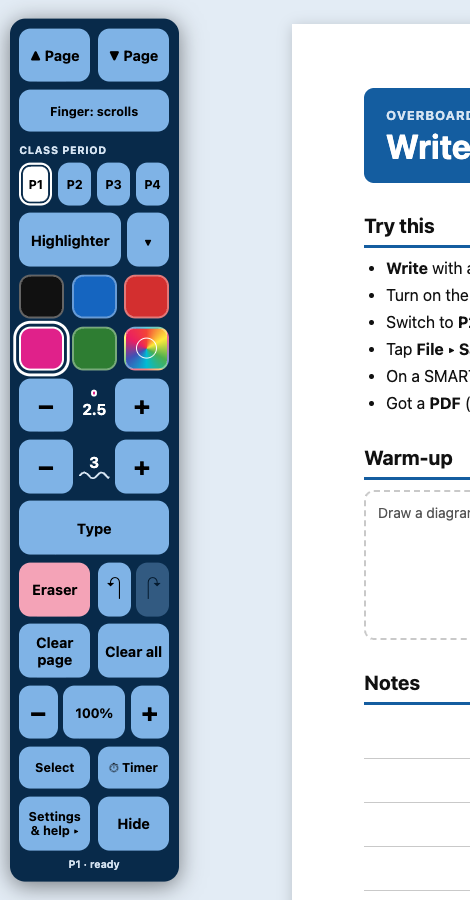 ▲ Page ▼ Page
Finger: scrolls
CLASS PERIOD
P1 P2 P3 P4
Highlighter ▼
− 2.5 +
− 3 +
Type
Eraser
Clear page Clear all
− 100% +
Select ⏱ Timer
Settings & help ▸ Hide
P1 · ready
OVERBOARD
Write
Try this
• Write with a
• Turn on the
• Switch to P2
• Tap File ▸ S
• On a SMAR
• Got a PDF (
Warm-up
Draw a diagram
Notes